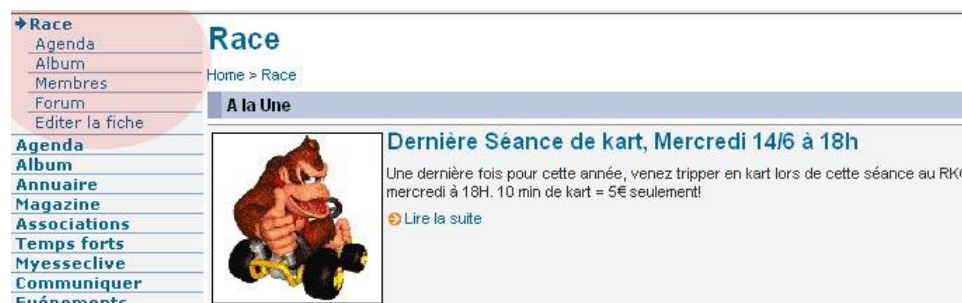 Race
Agenda
Album
Membres
Forum
Editer la fiche
Agenda
Album
Annuaire
Magazine
Associations
Temps forts
Myesseclive
Communiquer
Evénements
Race
Home > Race
A la Une
Dernière Séance de kart, Mercredi 14/6 à 18h
Une dernière fois pour cette année, venez tripper en kart lors de cette séance au RK
mercredi à 18H. 10 min de kart = 5€ seulement!
Lire la suite